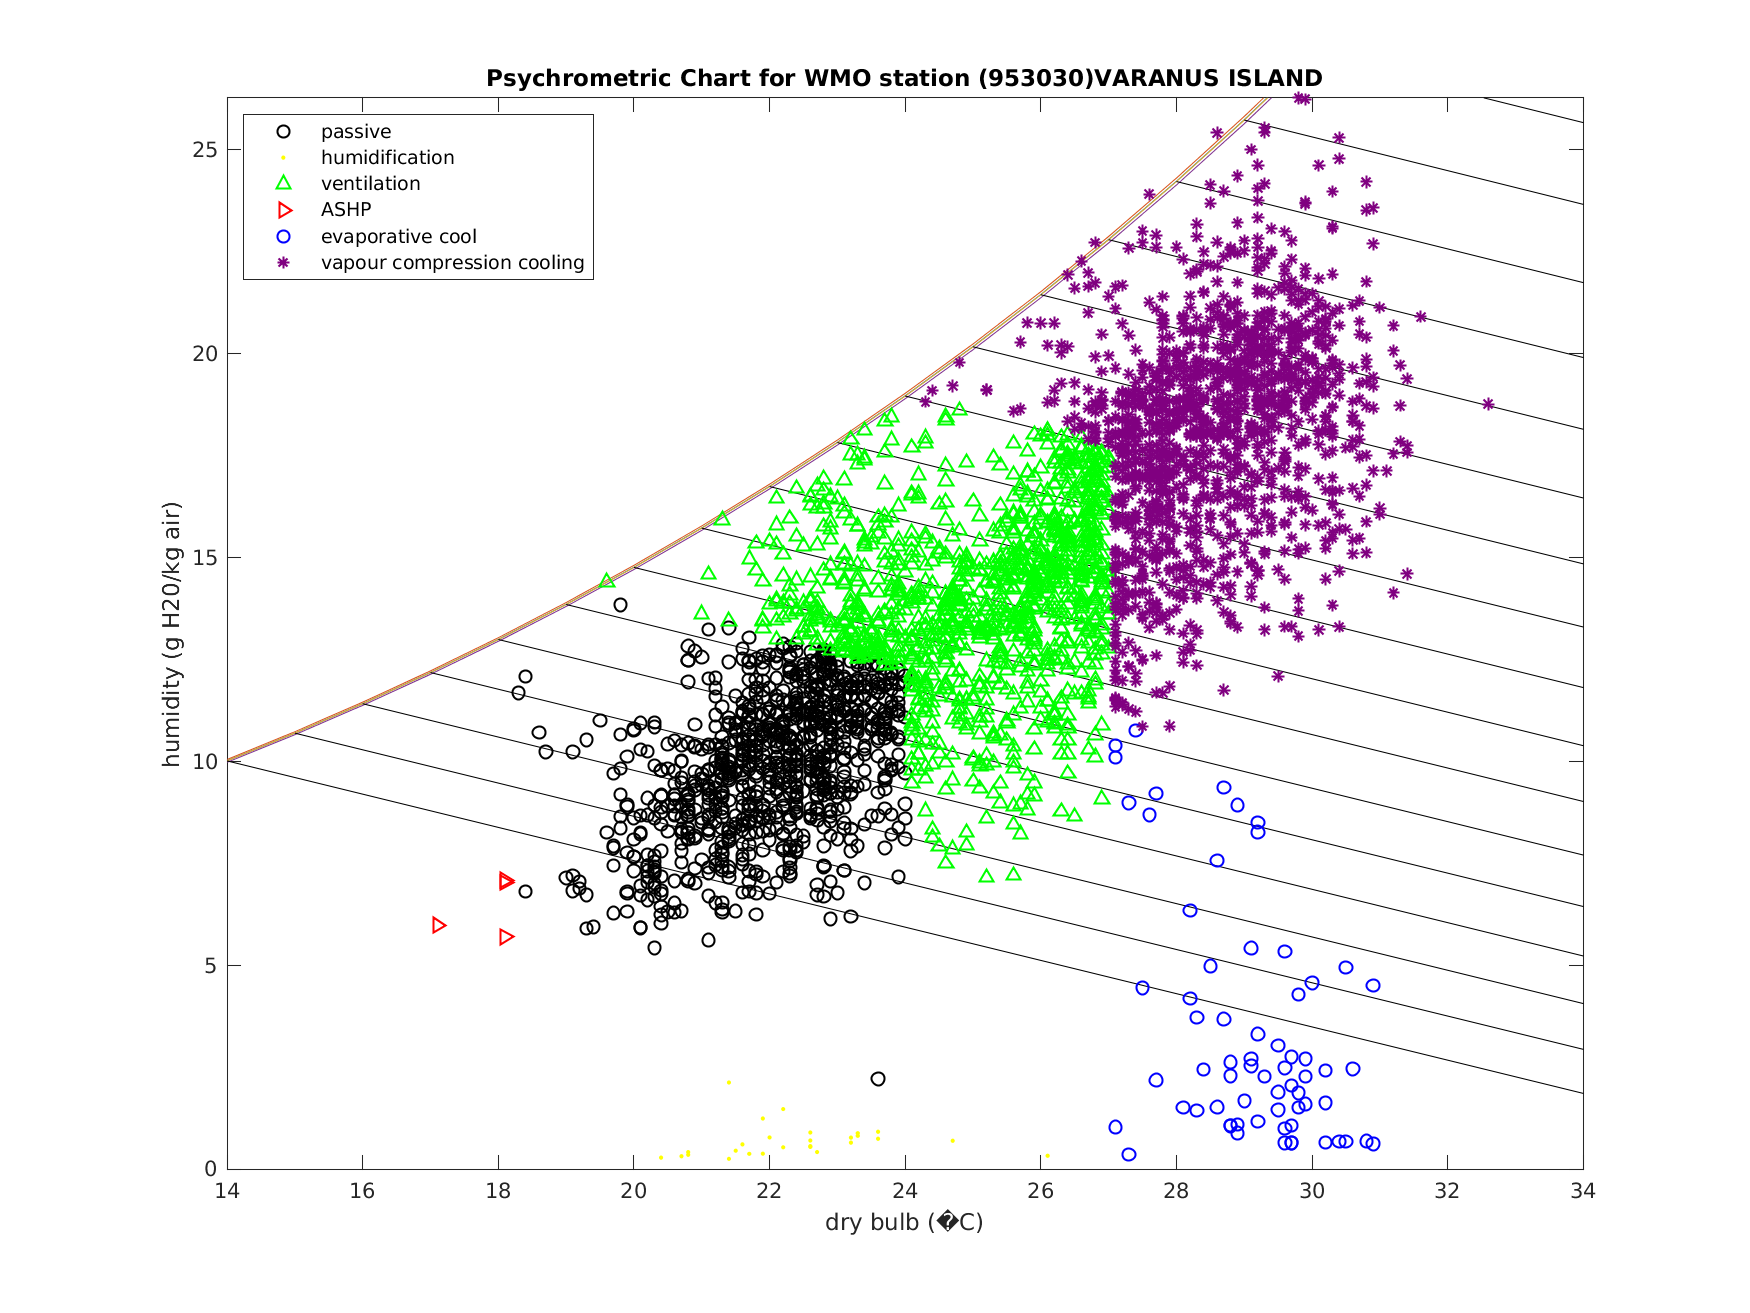 Psychrometric Chart for WMO station (953030)VARANUS ISLAND
passive
humidification
ventilation
ASHP
evaporative cool
vapour compression cooling
25
20
15
10
5
0
humidity (g H20/kg air)
14 16 18 20 22 24 26 28 30 32 34
dry bulb (�C)